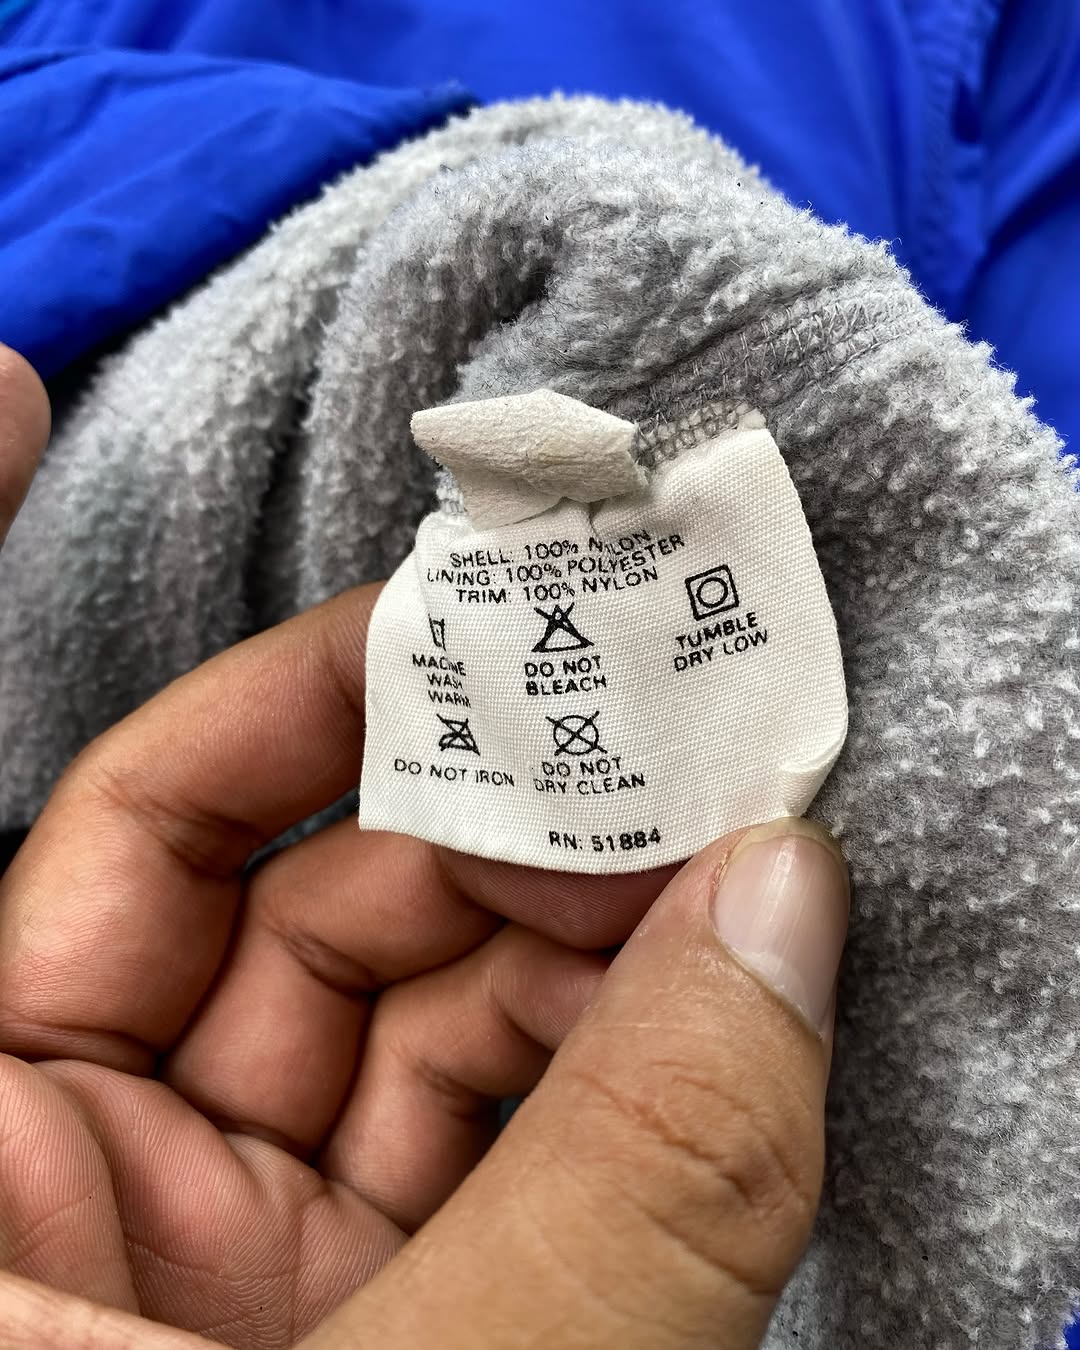 SHELL: 100% NYLON
LINING: 100% POLYESTER
TRIM: 100% NYLON
MACHINE
WASH
WARM
DO NOT
BLEACH
TUMBLE
DRY LOW
DO NOT IRON
DO NOT
DRY CLEAN
RN: 51884